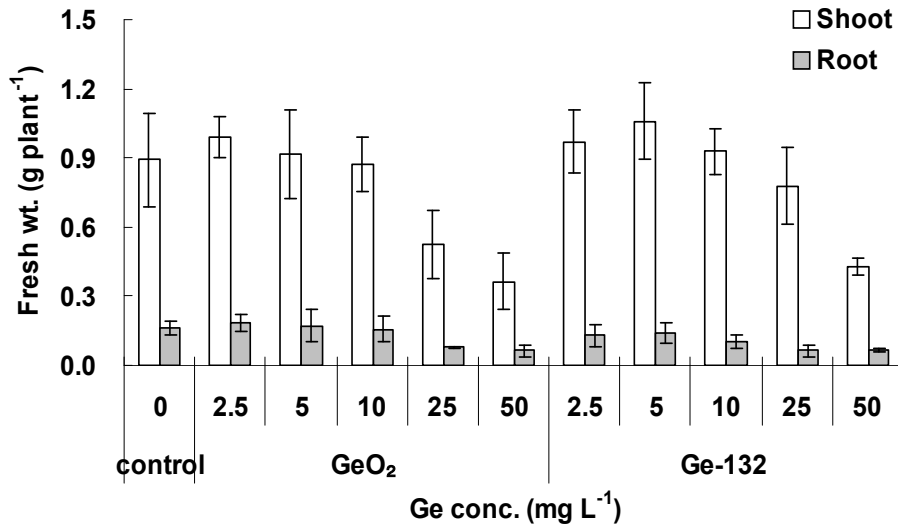 1.5
1.2
0.9
0.6
0.3
0.0
Fresh wt. (g plant⁻¹)
Shoot
Root
0 2.5 5 10 25 50 2.5 5 10 25 50
control GeO₂ Ge-132
Ge conc. (mg L⁻¹)